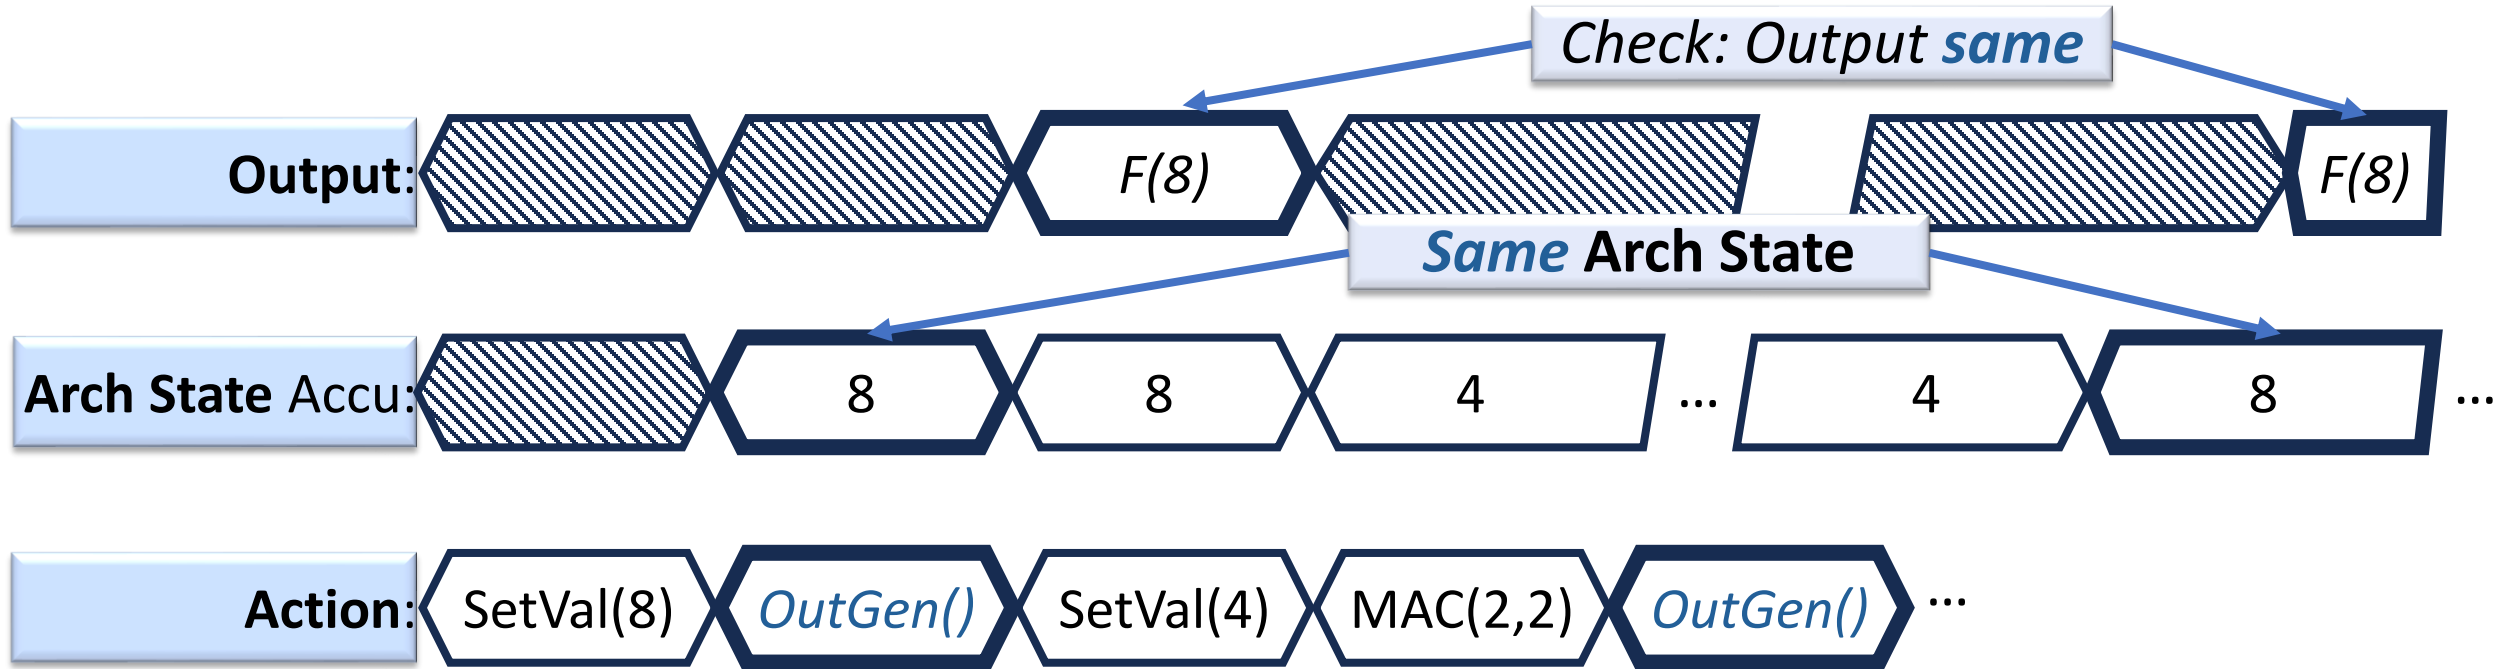 Check: Output same
Output: F(8) F(8)
Same Arch State
Arch State Accu: 8 8 4 ... 4 8 ...
Action: SetVal(8) OutGen() SetVal(4) MAC(2,2) OutGen() ...